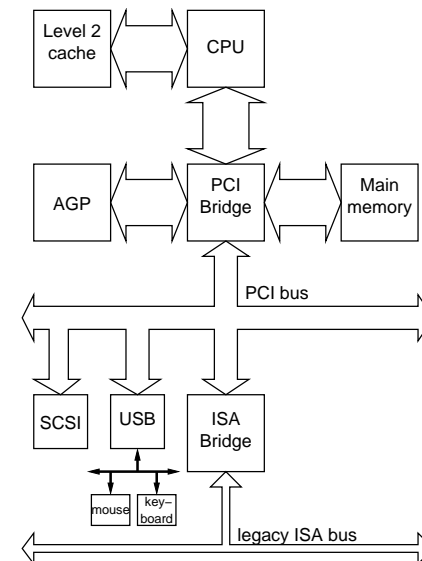 Level 2
cache
CPU
AGP
PCI
Bridge
Main
memory
PCI bus
SCSI
USB
ISA
Bridge
mouse
key–
board
legacy ISA bus